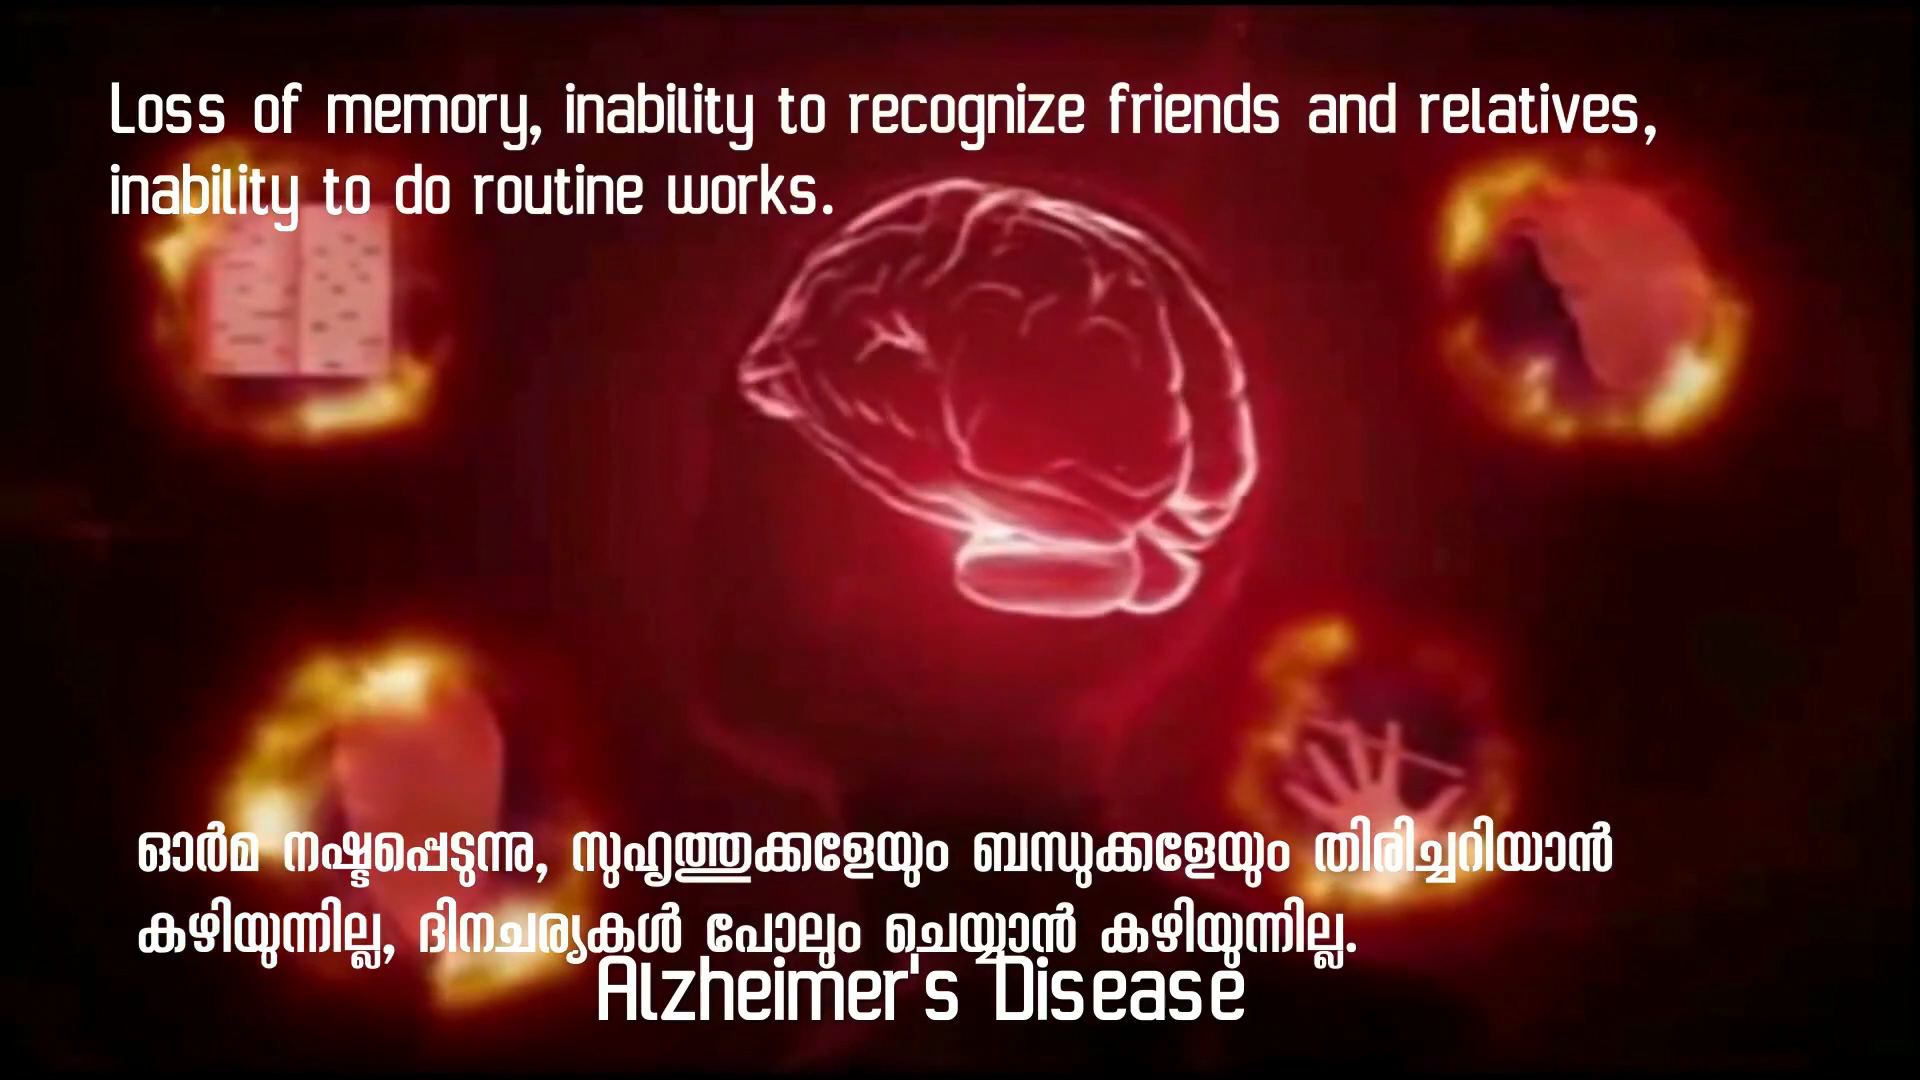 Loss of memory, inability to recognize friends and relatives,
inability to do routine works.
ഓർമ നഷ്ടപ്പെടുന്നു, സുഹൃത്തുക്കളേയും ബന്ധുക്കളേയും തിരിച്ചറിയാൻ
കഴിയുന്നില്ല, ദിനചര്യകൾ പോലും ചെയ്യാൻ കഴിയുന്നില്ല.
Alzheimer's Disease